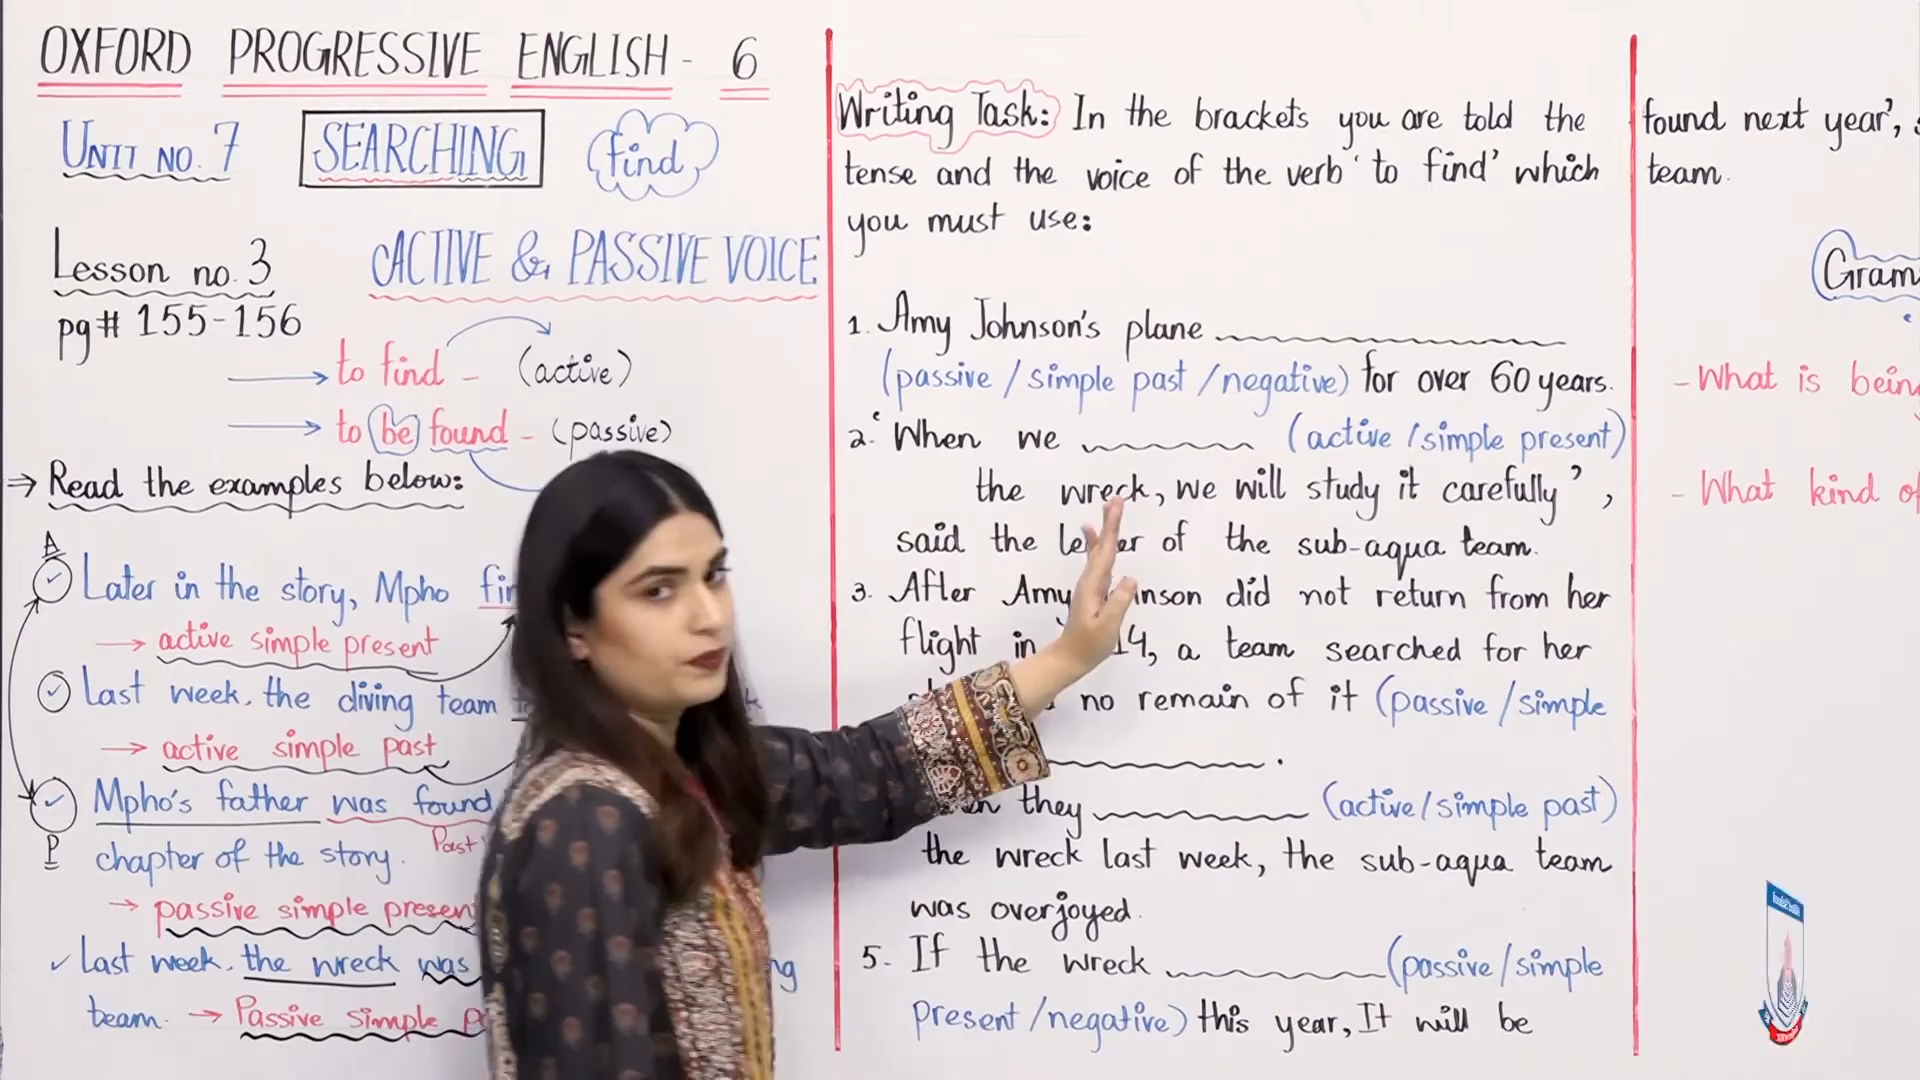 OXFORD PROGRESSIVE ENGLISH - 6
UNIT NO. 7 SEARCHING find
Lesson no. 3 ACTIVE & PASSIVE VOICE
pg# 155-156
→ to find - (active)
→ to be found - (passive)
⇒ Read the examples below:
A
Later in the story, Mpho
→ active simple present
Last week, the diving team
→ active simple past
Mpho's father was found
P chapter of the story. Past
→ passive simple presen
✓ Last week, the wreck was
team. → Passive simple
Writing Task: In the brackets you are told the
tense and the voice of the verb 'to find' which
you must use:
1. Amy Johnson's plane
(passive / simple past / negative) for over 60 years.
2. 'When we (active / simple present)
the wreck, we will study it carefully',
said the of the sub-aqua team.
3. After Amy did not return from her
flight in a team searched for her
no remain of it (passive / simple
.
they (active / simple past)
the wreck last week, the sub-aqua team
was overjoyed.
5. If the wreck (passive / simple
present / negative) this year, It will be
found next year',
team.
Gram
- What is being
- What kind of